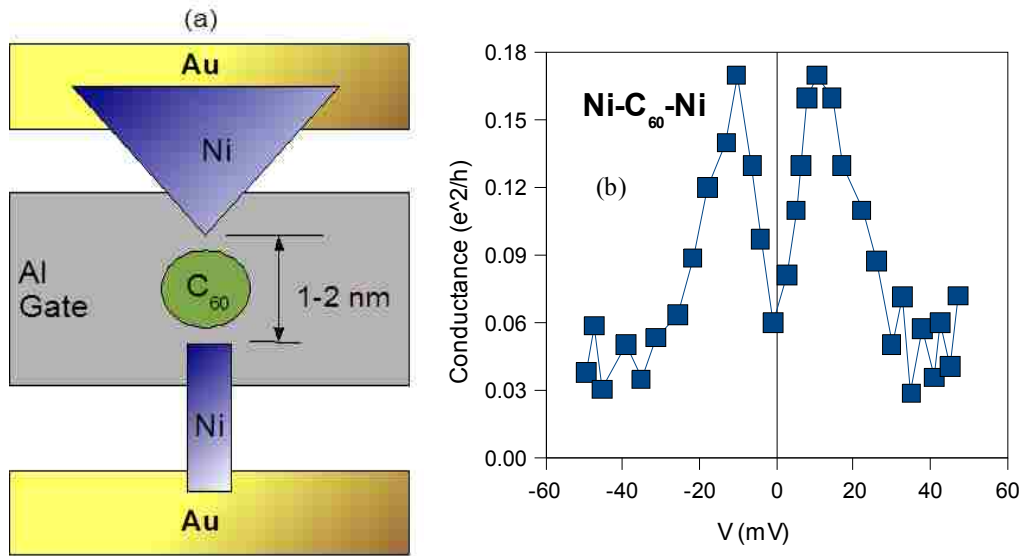 (a)
Au
Ni
C60
Al
Gate
1-2 nm
Ni
Au
0.18
0.15
0.12
0.09
0.06
0.03
0.00
Conductance (e^2/h)
Ni-C60-Ni
(b)
-60 -40 -20 0 20 40 60
V (mV)